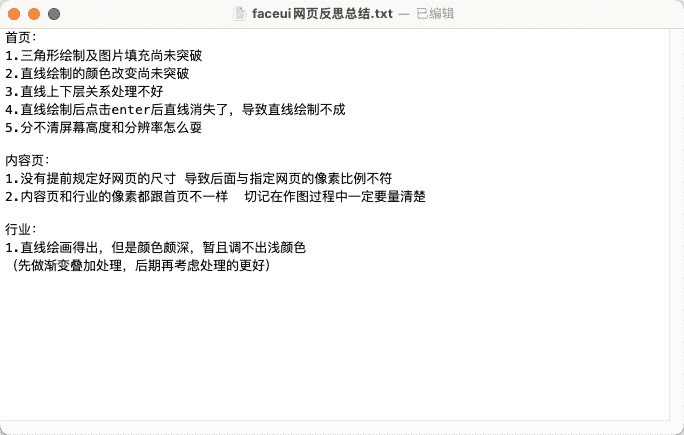 faceui网页反思总结.txt — 已编辑
首页：
1.三角形绘制及图片填充尚未突破
2.直线绘制的颜色改变尚未突破
3.直线上下层关系处理不好
4.直线绘制后点击enter后直线消失了，导致直线绘制不成
5.分不清屏幕高度和分辨率怎么耍
内容页：
1.没有提前规定好网页的尺寸 导致后面与指定网页的像素比例不符
2.内容页和行业的像素都跟首页不一样  切记在作图过程中一定要量清楚
行业：
1.直线绘画得出，但是颜色颇深，暂且调不出浅颜色
（先做渐变叠加处理，后期再考虑处理的更好）